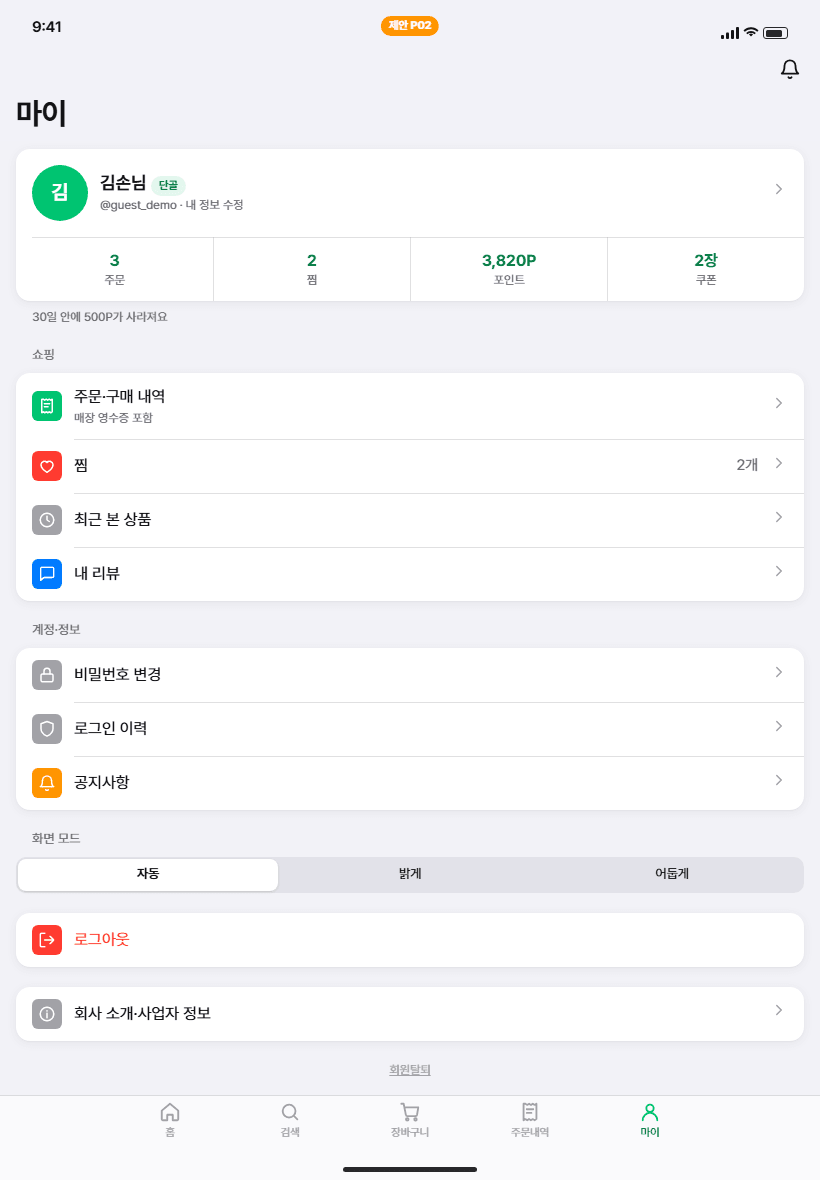 9:41
제안 P02
마이
김
김손님 단골
@guest_demo · 내 정보 수정
3
주문
2
찜
3,820P
포인트
2장
쿠폰
30일 안에 500P가 사라져요
쇼핑
주문·구매 내역
매장 영수증 포함
찜 2개
최근 본 상품
내 리뷰
계정·정보
비밀번호 변경
로그인 이력
공지사항
화면 모드
자동 밝게 어둡게
로그아웃
회사 소개·사업자 정보
회원탈퇴
홈 검색 장바구니 주문내역 마이